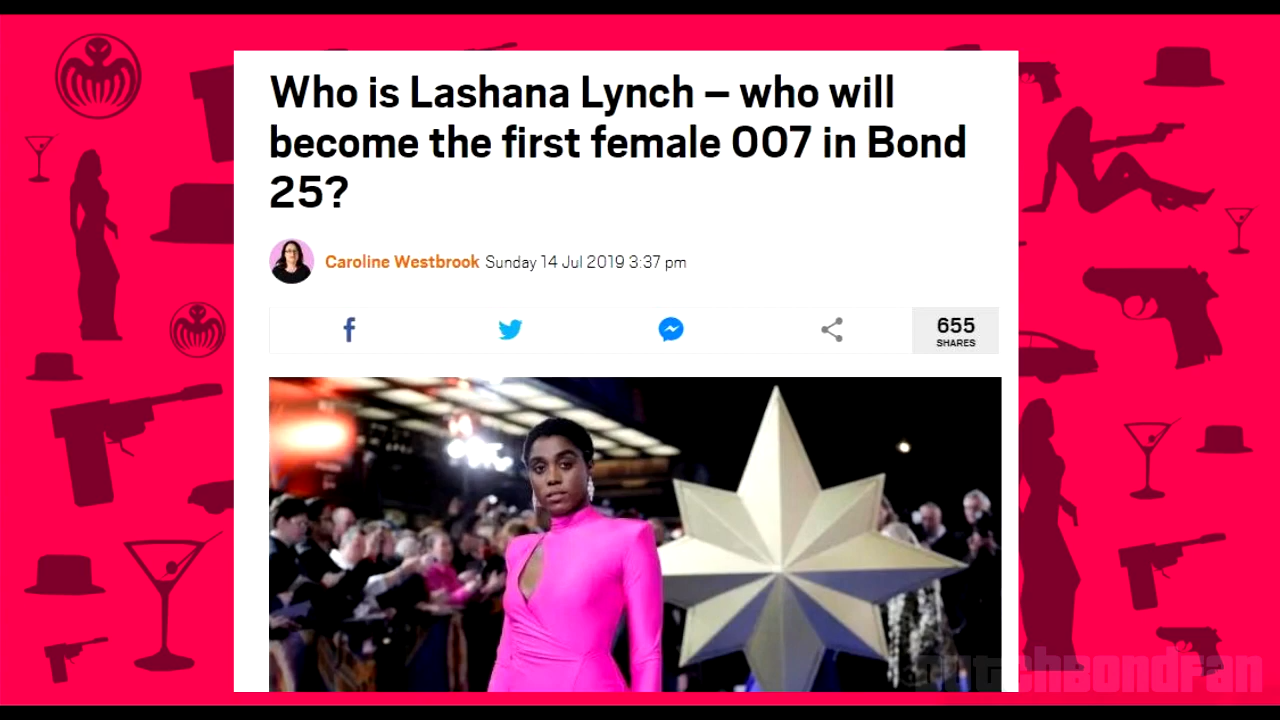 Who is Lashana Lynch – who will
become the first female 007 in Bond
25?
Caroline Westbrook Sunday 14 Jul 2019 3:37 pm
655
SHARES
DutchBondFan